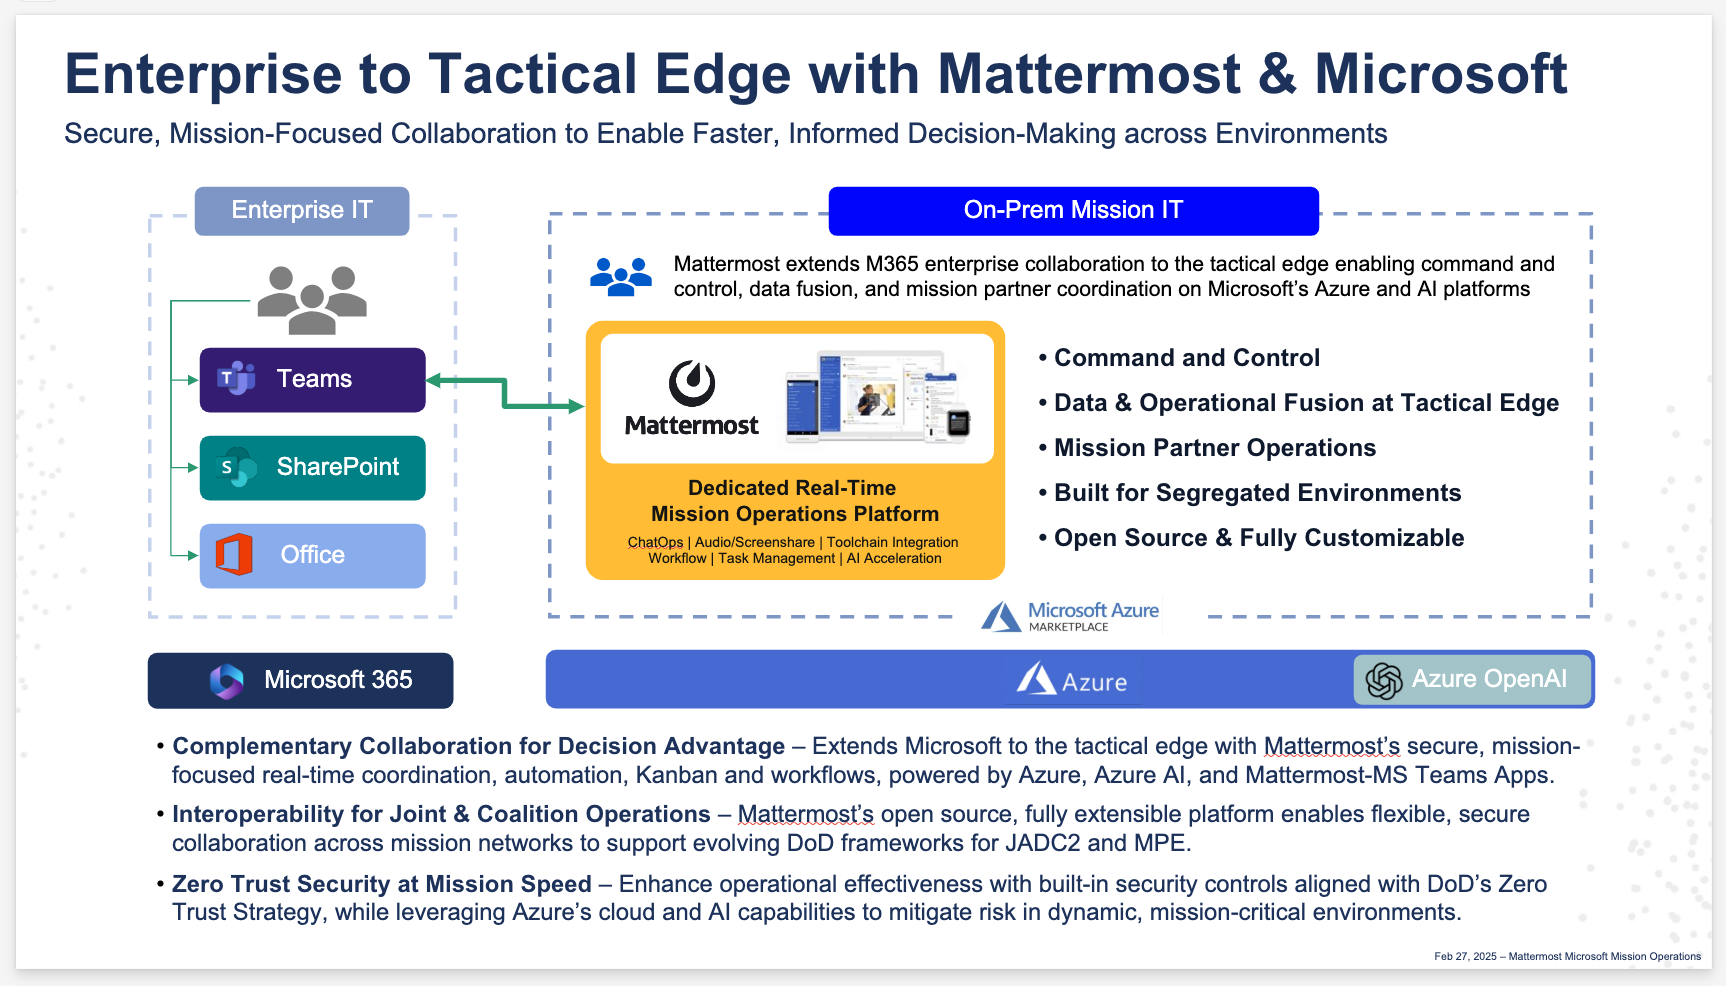 Enterprise to Tactical Edge with Mattermost & Microsoft
Secure, Mission-Focused Collaboration to Enable Faster, Informed Decision-Making across Environments
Enterprise IT
Teams
SharePoint
Office
Microsoft 365
On-Prem Mission IT
Mattermost extends M365 enterprise collaboration to the tactical edge enabling command and
control, data fusion, and mission partner coordination on Microsoft’s Azure and AI platforms
Mattermost
Dedicated Real-Time
Mission Operations Platform
ChatOps | Audio/Screenshare | Toolchain Integration
Workflow | Task Management | AI Acceleration
• Command and Control
• Data & Operational Fusion at Tactical Edge
• Mission Partner Operations
• Built for Segregated Environments
• Open Source & Fully Customizable
Microsoft Azure
MARKETPLACE
Azure
Azure OpenAI
• Complementary Collaboration for Decision Advantage – Extends Microsoft to the tactical edge with Mattermost’s secure, mission-
focused real-time coordination, automation, Kanban and workflows, powered by Azure, Azure AI, and Mattermost-MS Teams Apps.
• Interoperability for Joint & Coalition Operations – Mattermost’s open source, fully extensible platform enables flexible, secure
collaboration across mission networks to support evolving DoD frameworks for JADC2 and MPE.
• Zero Trust Security at Mission Speed – Enhance operational effectiveness with built-in security controls aligned with DoD’s Zero
Trust Strategy, while leveraging Azure’s cloud and AI capabilities to mitigate risk in dynamic, mission-critical environments.
Feb 27, 2025 – Mattermost Microsoft Mission Operations